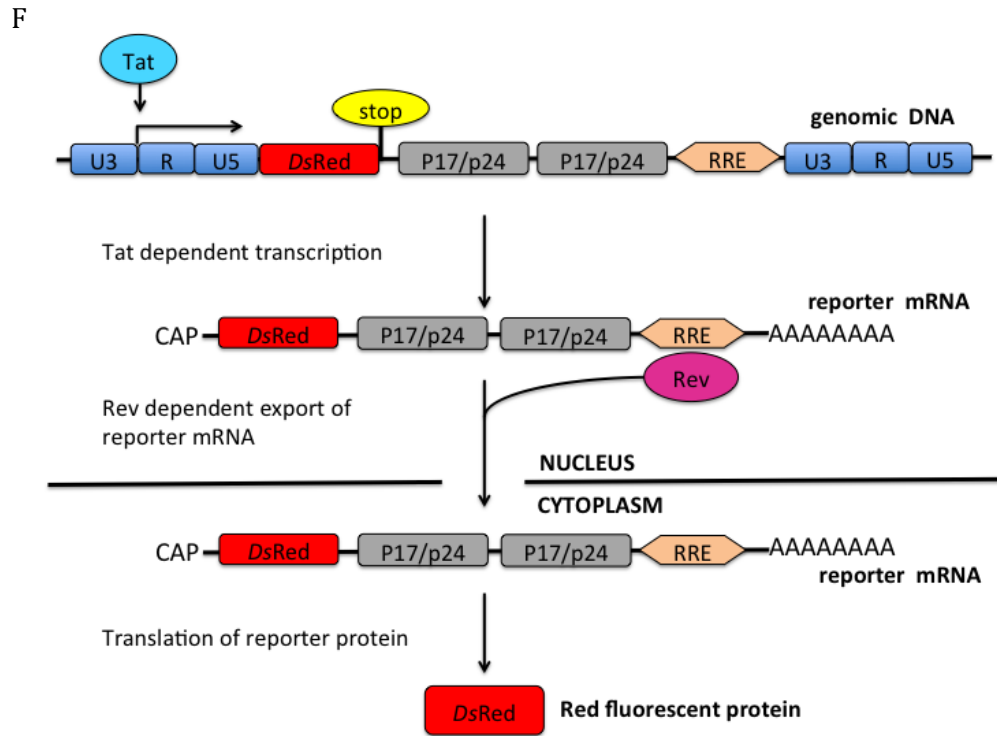 F
Tat
stop
genomic DNA
U3 R U5 DsRed P17/p24 P17/p24 RRE U3 R U5
Tat dependent transcription
reporter mRNA
CAP DsRed P17/p24 P17/p24 RRE AAAAAAAA
Rev
Rev dependent export of
reporter mRNA
NUCLEUS
CYTOPLASM
CAP DsRed P17/p24 P17/p24 RRE AAAAAAAA
reporter mRNA
Translation of reporter protein
DsRed Red fluorescent protein